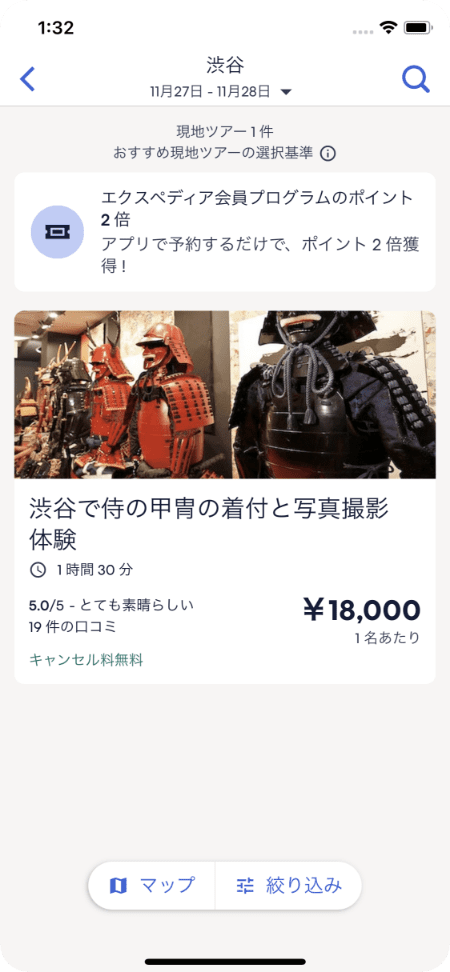 1:32
渋谷
11月27日 - 11月28日
現地ツアー 1 件
おすすめ現地ツアーの選択基準
エクスペディア会員プログラムのポイント
2 倍
アプリで予約するだけで、ポイント 2 倍獲
得 !
渋谷で侍の甲冑の着付と写真撮影
体験
1 時間 30 分
5.0/5 - とても素晴らしい
19 件の口コミ
¥18,000
1 名あたり
キャンセル料無料
マップ
絞り込み